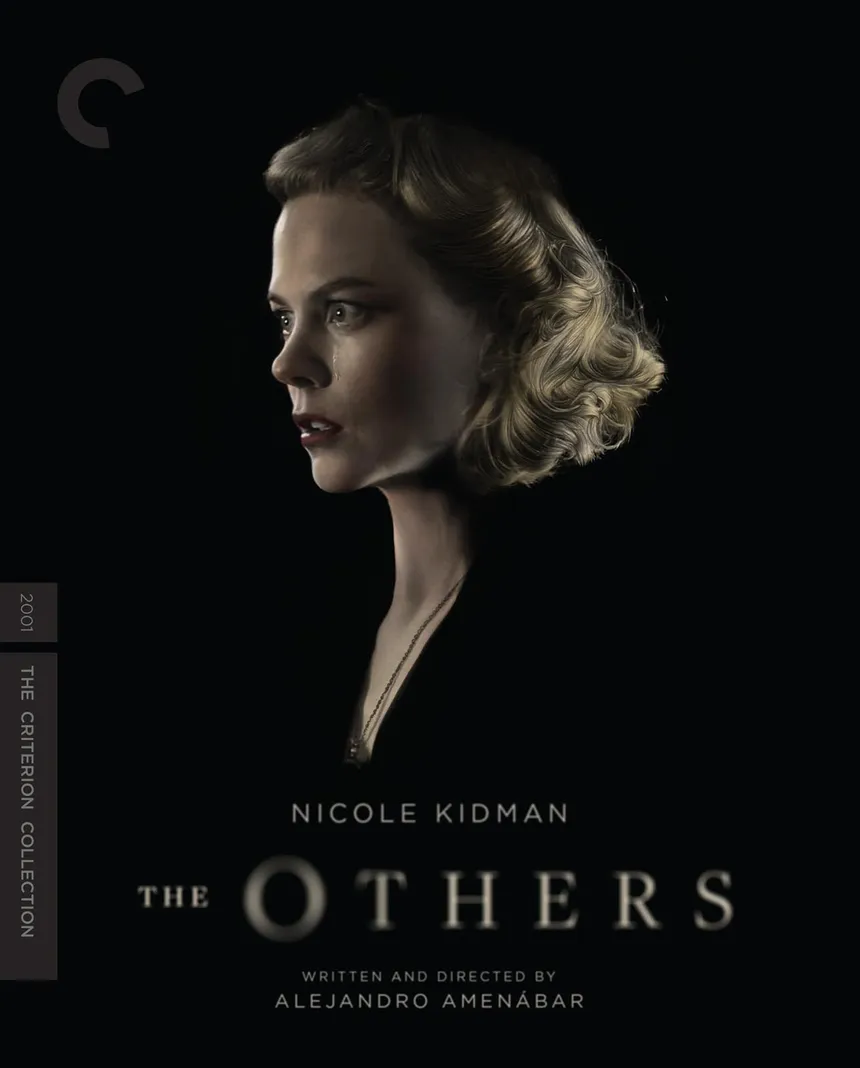 2001
THE CRITERION COLLECTION
NICOLE KIDMAN
THE OTHERS
WRITTEN AND DIRECTED BY
ALEJANDRO AMENÁBAR